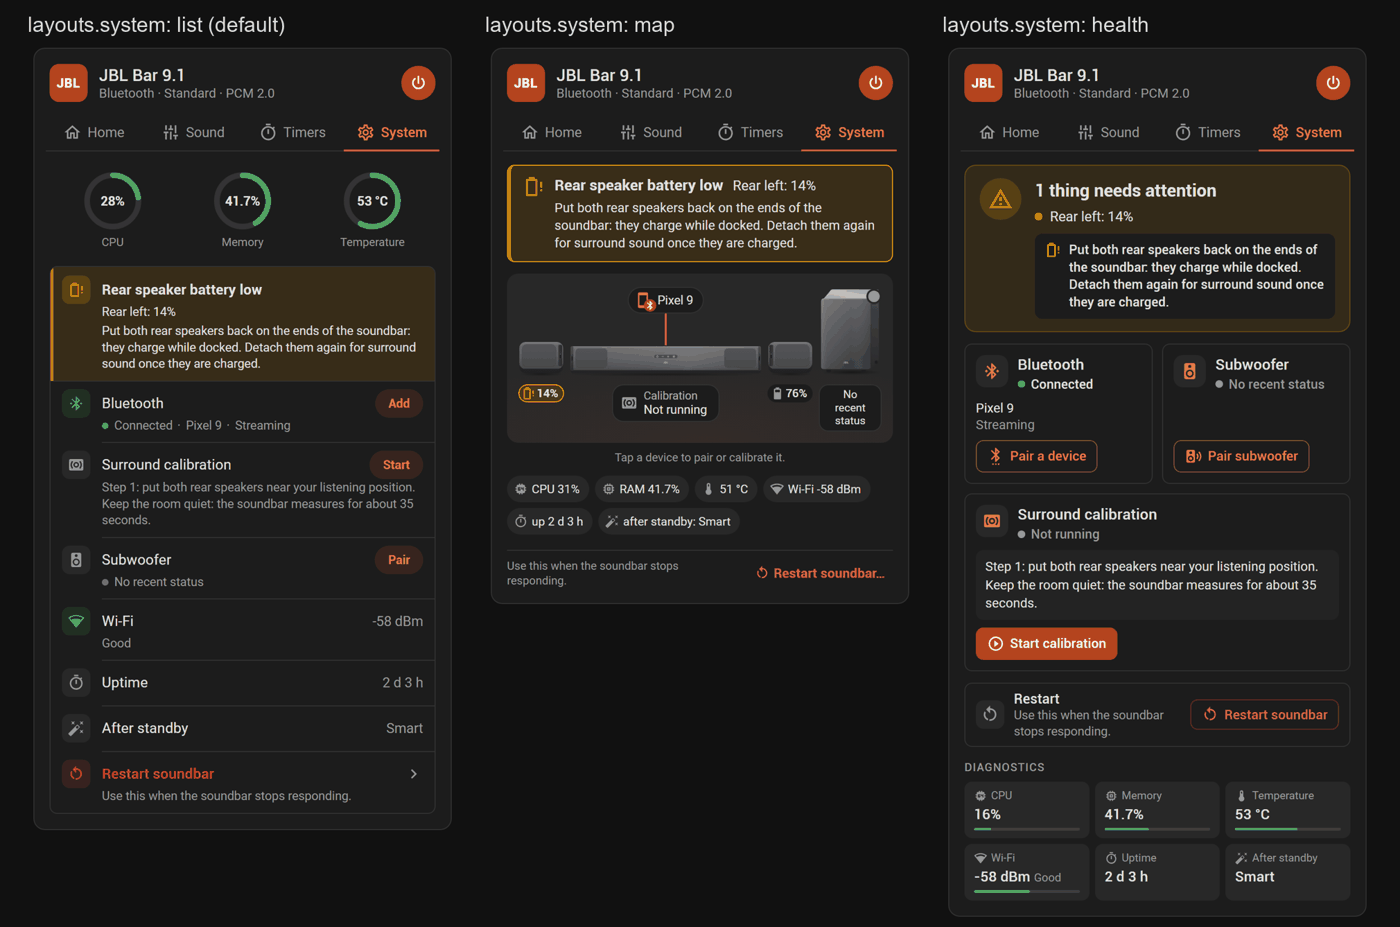 layouts.system: list (default)
JBL
JBL Bar 9.1
Bluetooth · Standard · PCM 2.0
Home
Sound
Timers
System
28%
41.7%
53 °C
CPU
Memory
Temperature
Rear speaker battery low
Rear left: 14%
Put both rear speakers back on the ends of the soundbar:
they charge while docked. Detach them again for surround
sound once they are charged.
Bluetooth
Add
Connected · Pixel 9 · Streaming
Surround calibration
Start
Step 1: put both rear speakers near your listening position.
Keep the room quiet: the soundbar measures for about 35
seconds.
Subwoofer
Pair
No recent status
Wi-Fi
-58 dBm
Good
Uptime
2 d 3 h
After standby
Smart
Restart soundbar
Use this when the soundbar stops responding.
layouts.system: map
JBL
JBL Bar 9.1
Bluetooth · Standard · PCM 2.0
Home
Sound
Timers
System
Rear speaker battery low Rear left: 14%
Put both rear speakers back on the ends of the
soundbar: they charge while docked. Detach them again
for surround sound once they are charged.
Pixel 9
14%
Calibration
Not running
76%
No
recent
status
Tap a device to pair or calibrate it.
CPU 31%
RAM 41.7%
51 °C
Wi-Fi -58 dBm
up 2 d 3 h
after standby: Smart
Use this when the soundbar stops
responding.
Restart soundbar...
layouts.system: health
JBL
JBL Bar 9.1
Bluetooth · Standard · PCM 2.0
Home
Sound
Timers
System
1 thing needs attention
Rear left: 14%
Put both rear speakers back on the ends of
the soundbar: they charge while docked.
Detach them again for surround sound once
they are charged.
Bluetooth
Connected
Pixel 9
Streaming
Pair a device
Subwoofer
No recent status
Pair subwoofer
Surround calibration
Not running
Step 1: put both rear speakers near your listening position.
Keep the room quiet: the soundbar measures for about 35
seconds.
Start calibration
Restart
Use this when the soundbar
stops responding.
Restart soundbar
DIAGNOSTICS
CPU
16%
Memory
41.7%
Temperature
53 °C
Wi-Fi
-58 dBm Good
Uptime
2 d 3 h
After standby
Smart